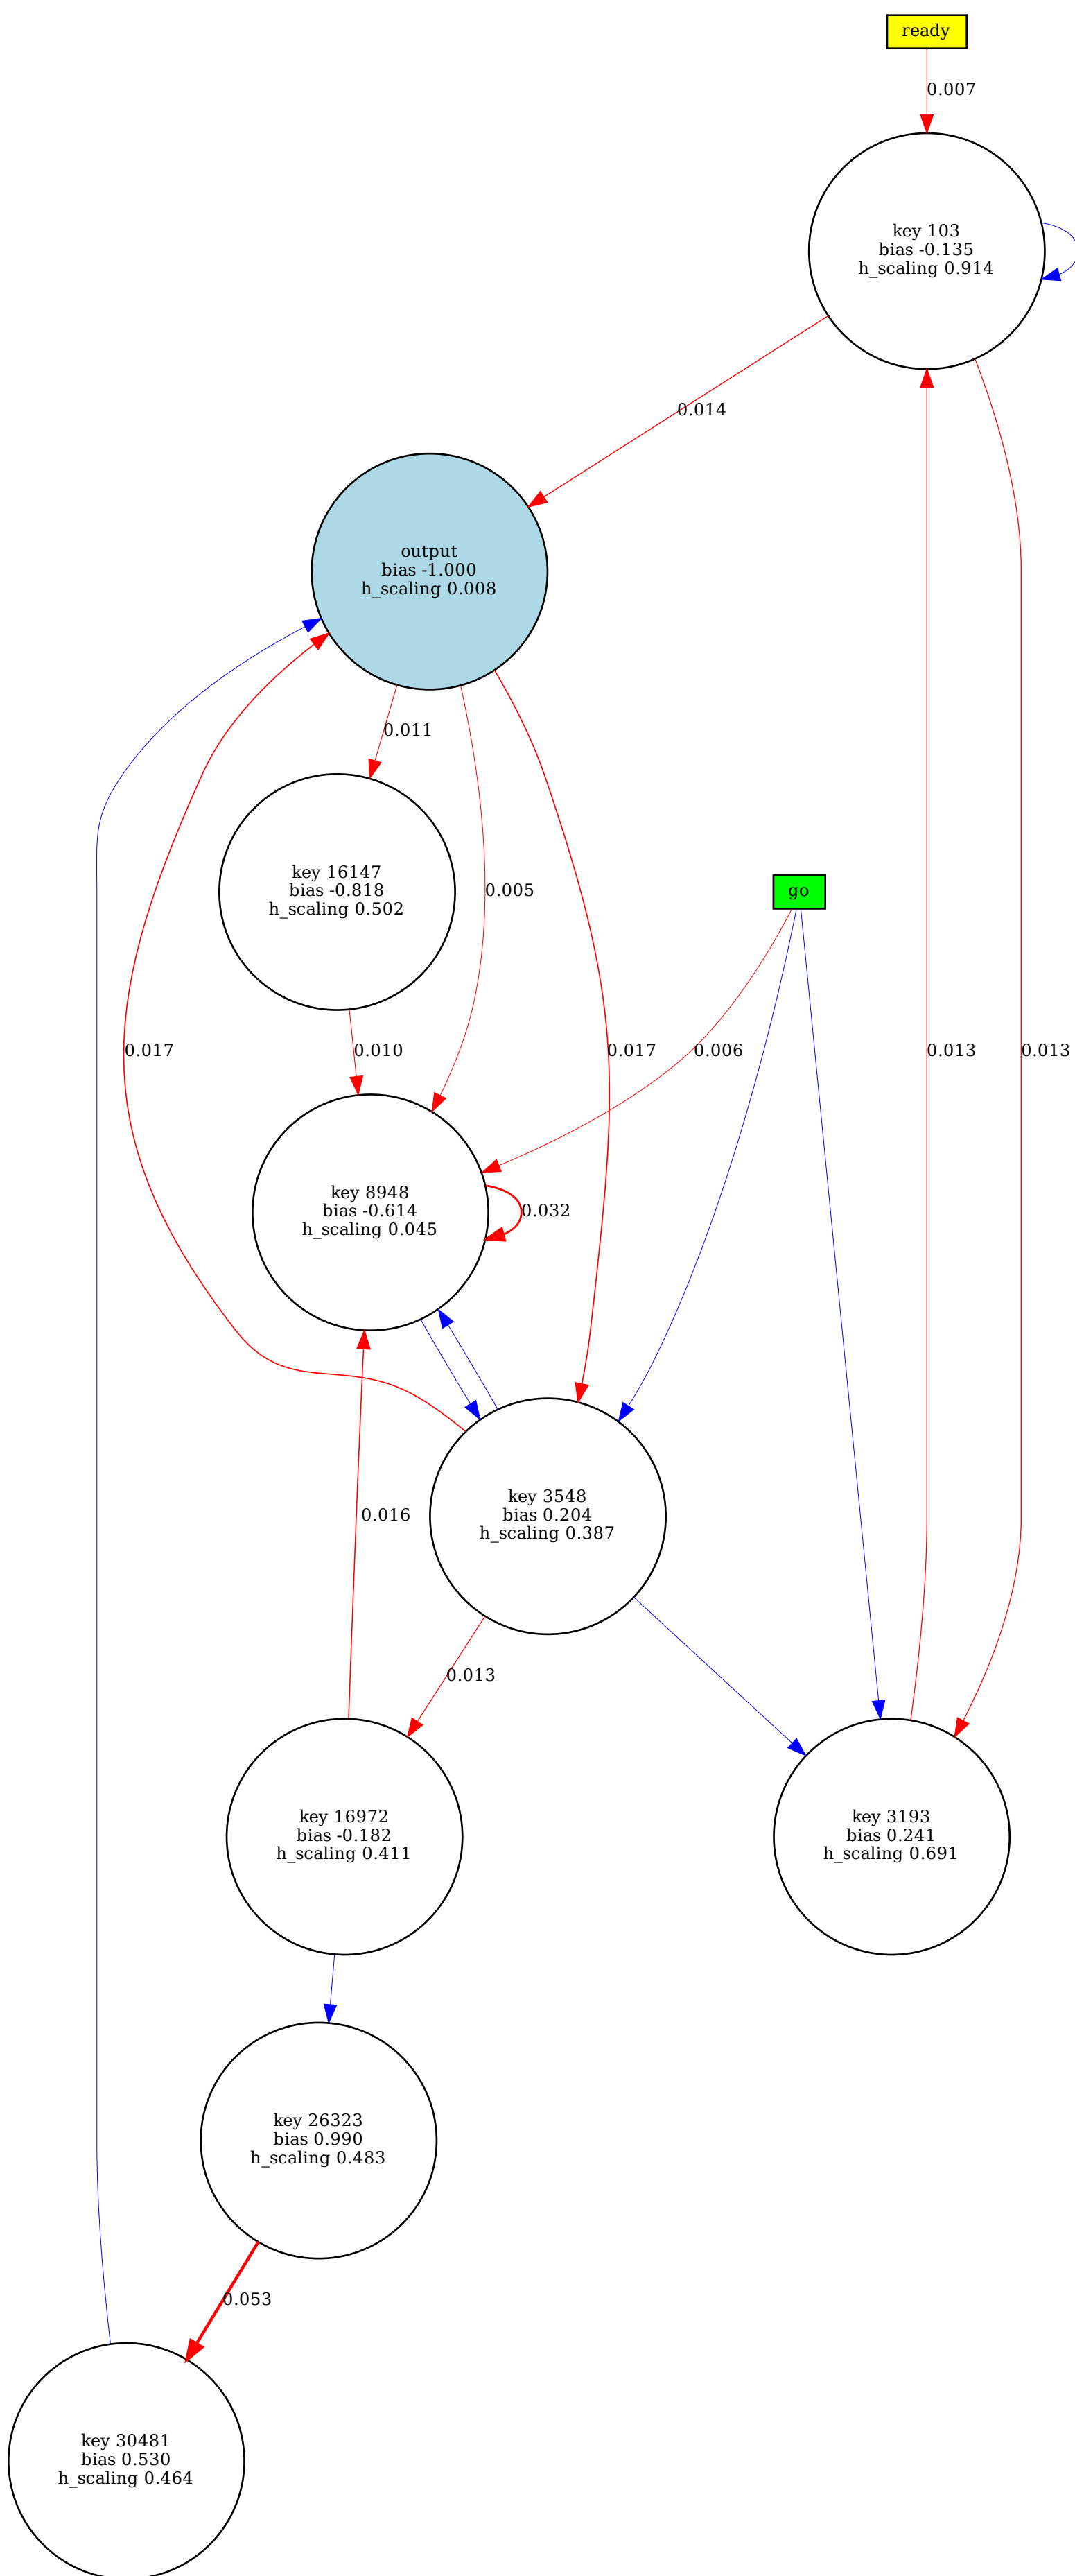 ready
0.007
key 103
bias -0.135
h_scaling 0.914
0.014
output
bias -1.000
h_scaling 0.008
0.011
key 16147
bias -0.818
h_scaling 0.502
0.005
go
0.017
0.010
0.017
0.006
0.013
0.013
key 8948
bias -0.614
h_scaling 0.045
0.032
key 3548
bias 0.204
h_scaling 0.387
0.016
0.013
key 16972
bias -0.182
h_scaling 0.411
key 3193
bias 0.241
h_scaling 0.691
key 26323
bias 0.990
h_scaling 0.483
0.053
key 30481
bias 0.530
h_scaling 0.464